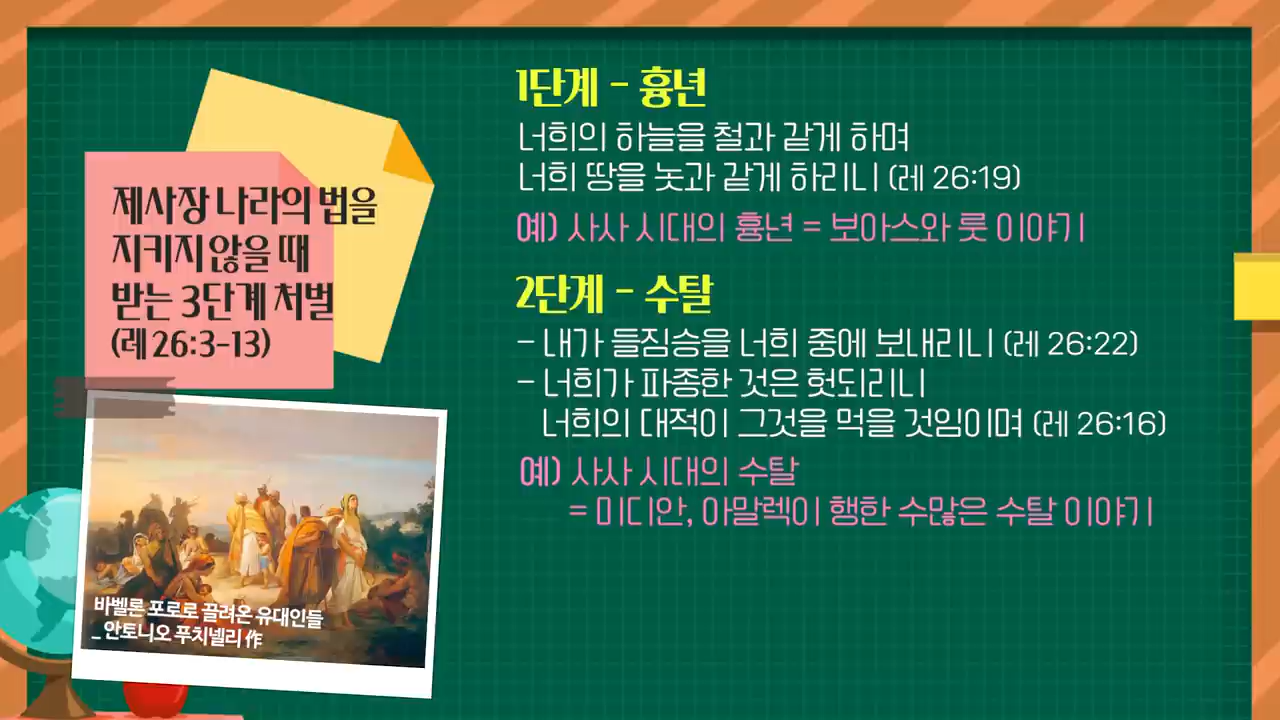 제사장 나라의 법을
지키지 않을 때
받는 3단계 처벌
(레 26:3-13)
바벨론 포로로 끌려온 유대인들
_ 안토니오 푸치넬리 作
1단계 - 흉년
너희의 하늘을 철과 같게 하며
너희 땅을 놋과 같게 하리니 (레 26:19)
예) 사사 시대의 흉년 = 보아스와 룻 이야기
2단계 - 수탈
- 내가 들짐승을 너희 중에 보내리니 (레 26:22)
- 너희가 파종한 것은 헛되리니
너희의 대적이 그것을 먹을 것임이며 (레 26:16)
예) 사사 시대의 수탈
= 미디안, 아말렉이 행한 수많은 수탈 이야기